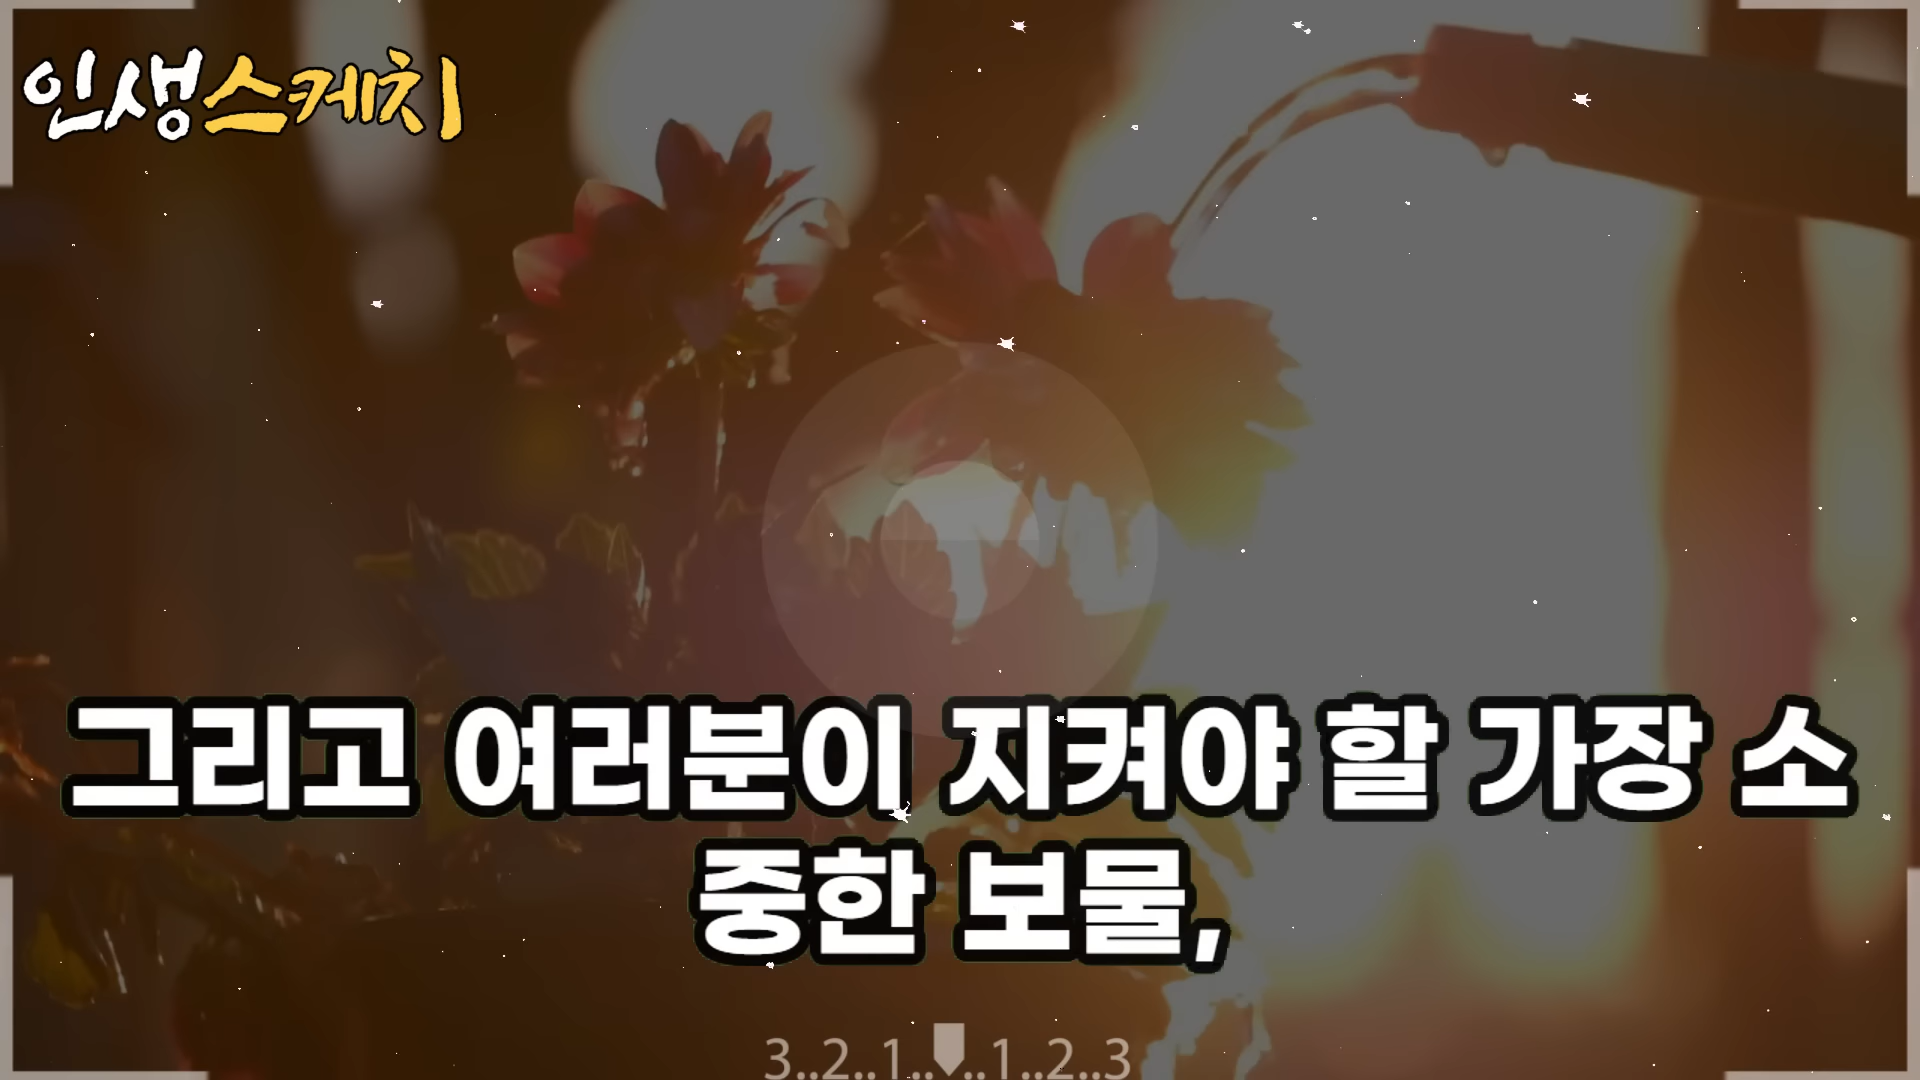 인생스케치
그리고 여러분이 지켜야 할 가장 소
중한 보물,
3..2..1....1..2..3